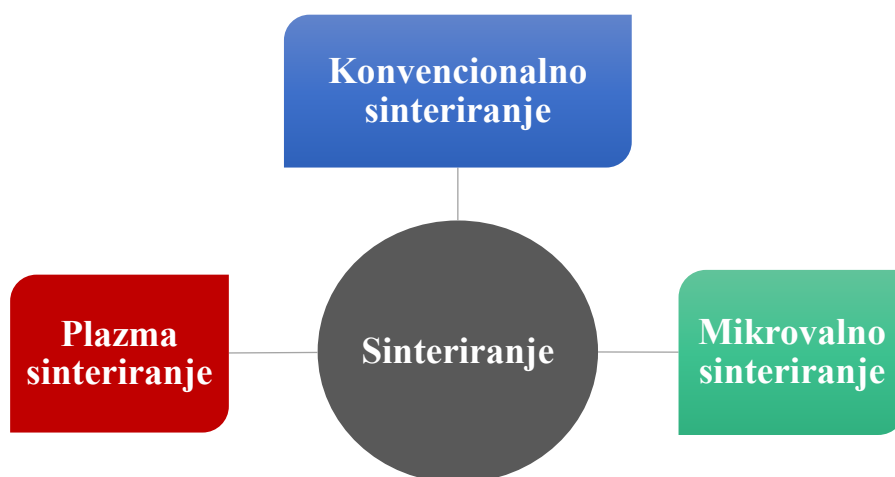 Konvencionalno
sinteriranje
Plazma
sinteriranje
Sinteriranje
Mikrovalno
sinteriranje